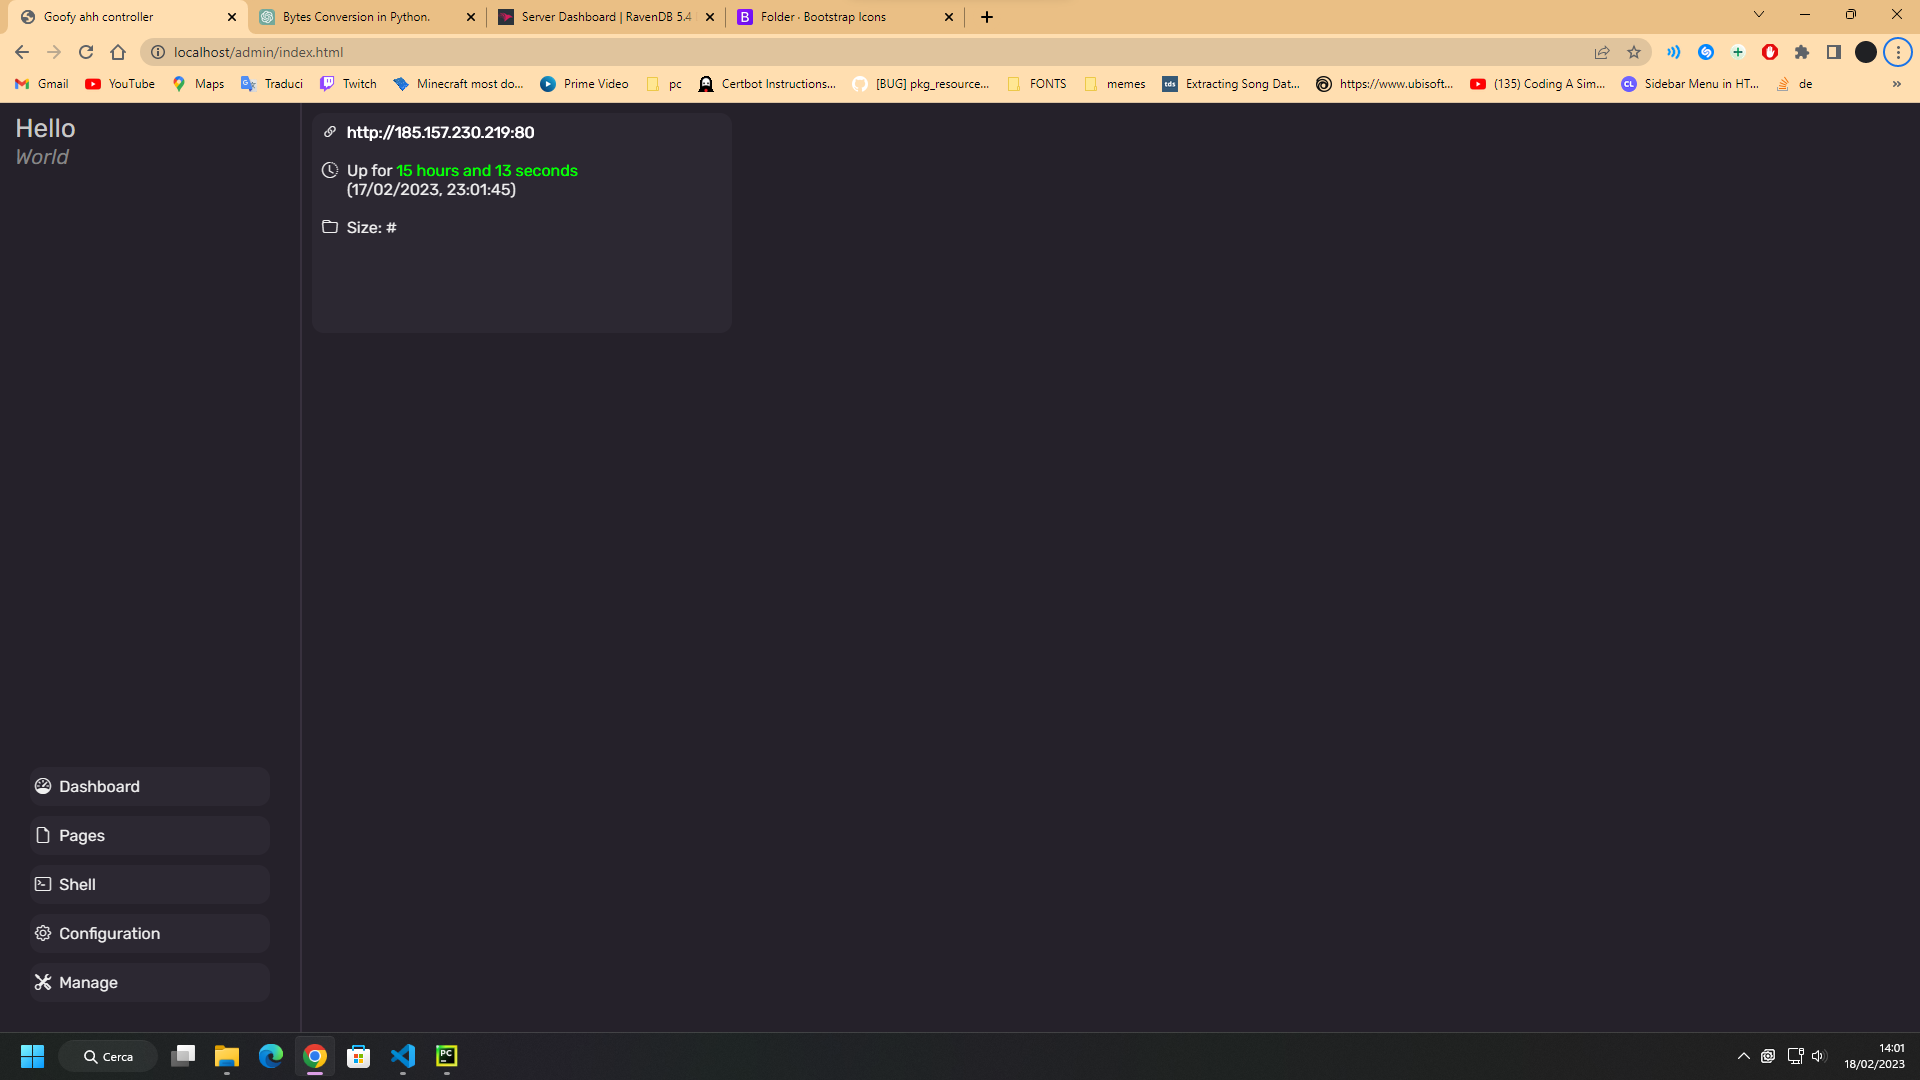 Goofy ahh controller
Bytes Conversion in Python.
Server Dashboard | RavenDB 5.4
B Folder · Bootstrap Icons
localhost/admin/index.html
Gmail
YouTube
Maps
Traduci
Twitch
Minecraft most do...
Prime Video
pc
Certbot Instructions...
[BUG] pkg_resource...
FONTS
memes
tds Extracting Song Dat...
https://www.ubisoft...
(135) Coding A Sim...
CL Sidebar Menu in HT...
de
»
Hello
World
http://185.157.230.219:80
Up for 15 hours and 13 seconds
(17/02/2023, 23:01:45)
Size: #
Dashboard
Pages
Shell
Configuration
Manage
Cerca
PC
14:01
18/02/2023